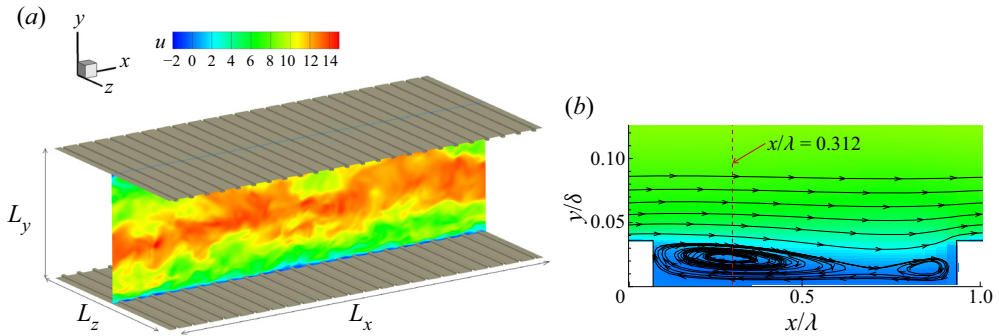 (a)
y
x
z
u
−2 0 2 4 6 8 10 12 14
L_y
L_z
L_x
(b)
x/λ = 0.312
0.10
0.05
y/δ
0 0.5 1.0
x/λ